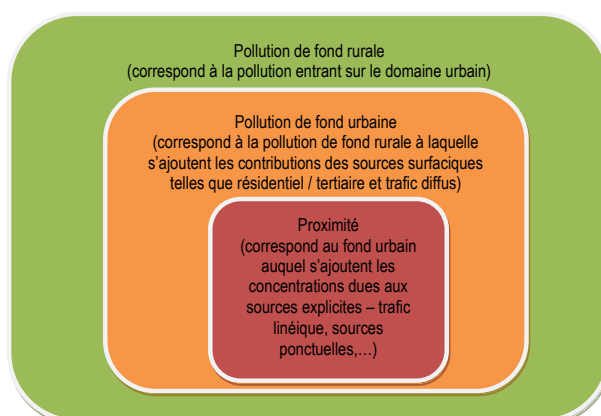 Pollution de fond rurale
(correspond à la pollution entrant sur le domaine urbain)
Pollution de fond urbaine
(correspond à la pollution de fond rurale à laquelle
s’ajoutent les contributions des sources surfaciques
telles que résidentiel / tertiaire et trafic diffus)
Proximité
(correspond au fond urbain
auquel s’ajoutent les
concentrations dues aux
sources explicites – trafic
linéique, sources
ponctuelles,…)